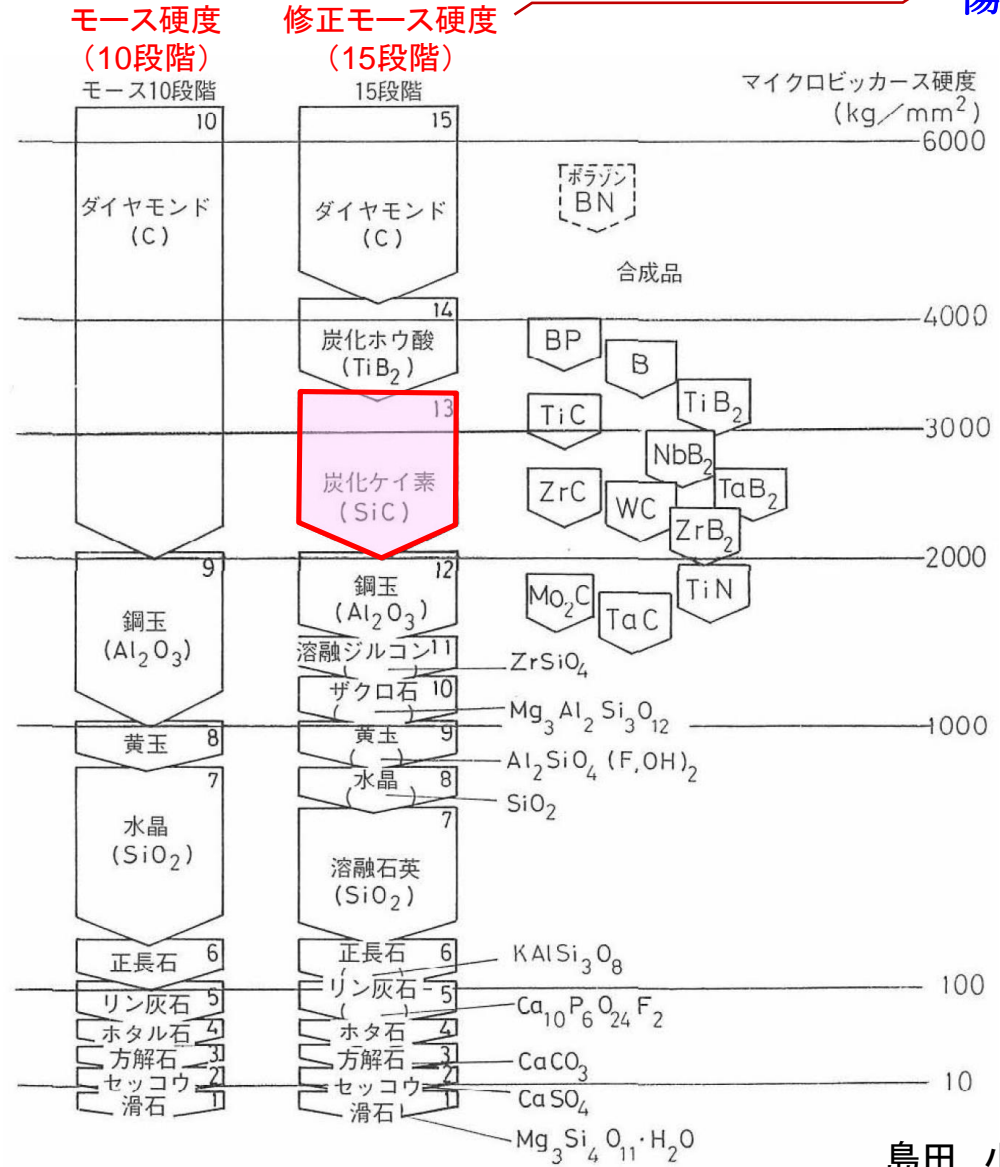 モース硬度
（10段階）
修正モース硬度
（15段階）
モース10段階
15段階
マイクロビッカース硬度
(kg／mm²)
10
ダイヤモンド
(C)
9
鋼玉
(Al₂O₃)
黄玉 8
7
水晶
(SiO₂)
正長石 6
リン灰石 5
ホタル石 4
方解石 3
セッコウ 2
滑石 1
15
ダイヤモンド
(C)
14
炭化ホウ酸
(TiB₂)
13
炭化ケイ素
(SiC)
12
鋼玉
(Al₂O₃)
溶融ジルコン 11
ザクロ石 10
黄玉 9
水晶 8
7
溶融石英
(SiO₂)
正長石 6
リン灰石 5
ホタ石 4
方解石 3
セッコウ 2
滑石 1
ZrSiO₄
Mg₃Al₂Si₃O₁₂
Al₂SiO₄(F,OH)₂
SiO₂
KAlSi₃O₈
Ca₁₀P₆O₂₄F₂
CaCO₃
CaSO₄
Mg₃Si₄O₁₁·H₂O
ボラゾン
BN
合成品
BP
B
TiB₂
TiC
NbB₂
ZrC
WC
TaB₂
ZrB₂
Mo₂C
TaC
TiN
6000
4000
3000
2000
1000
100
10
島田